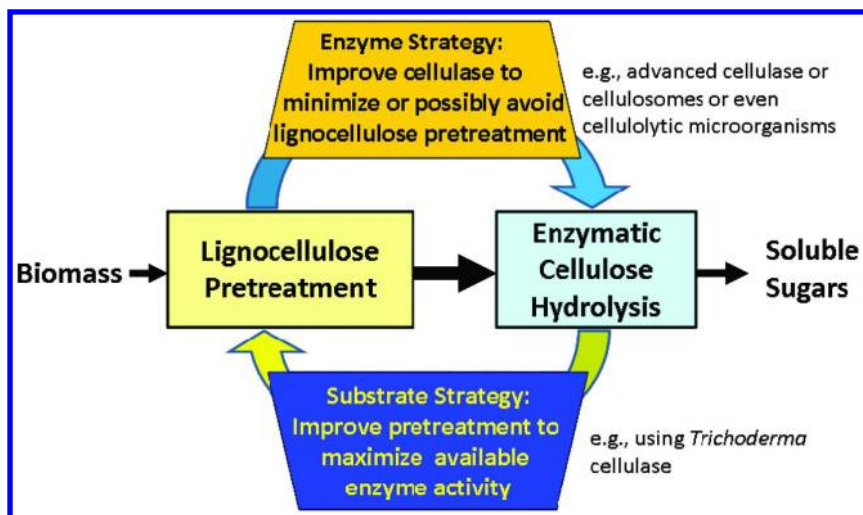 Enzyme Strategy:
Improve cellulase to
minimize or possibly avoid
lignocellulose pretreatment
e.g., advanced cellulase or
cellulosomes or even
cellulolytic microorganisms
Biomass
Lignocellulose
Pretreatment
Enzymatic
Cellulose
Hydrolysis
Soluble
Sugars
Substrate Strategy:
Improve pretreatment to
maximize available
enzyme activity
e.g., using Trichoderma
cellulase